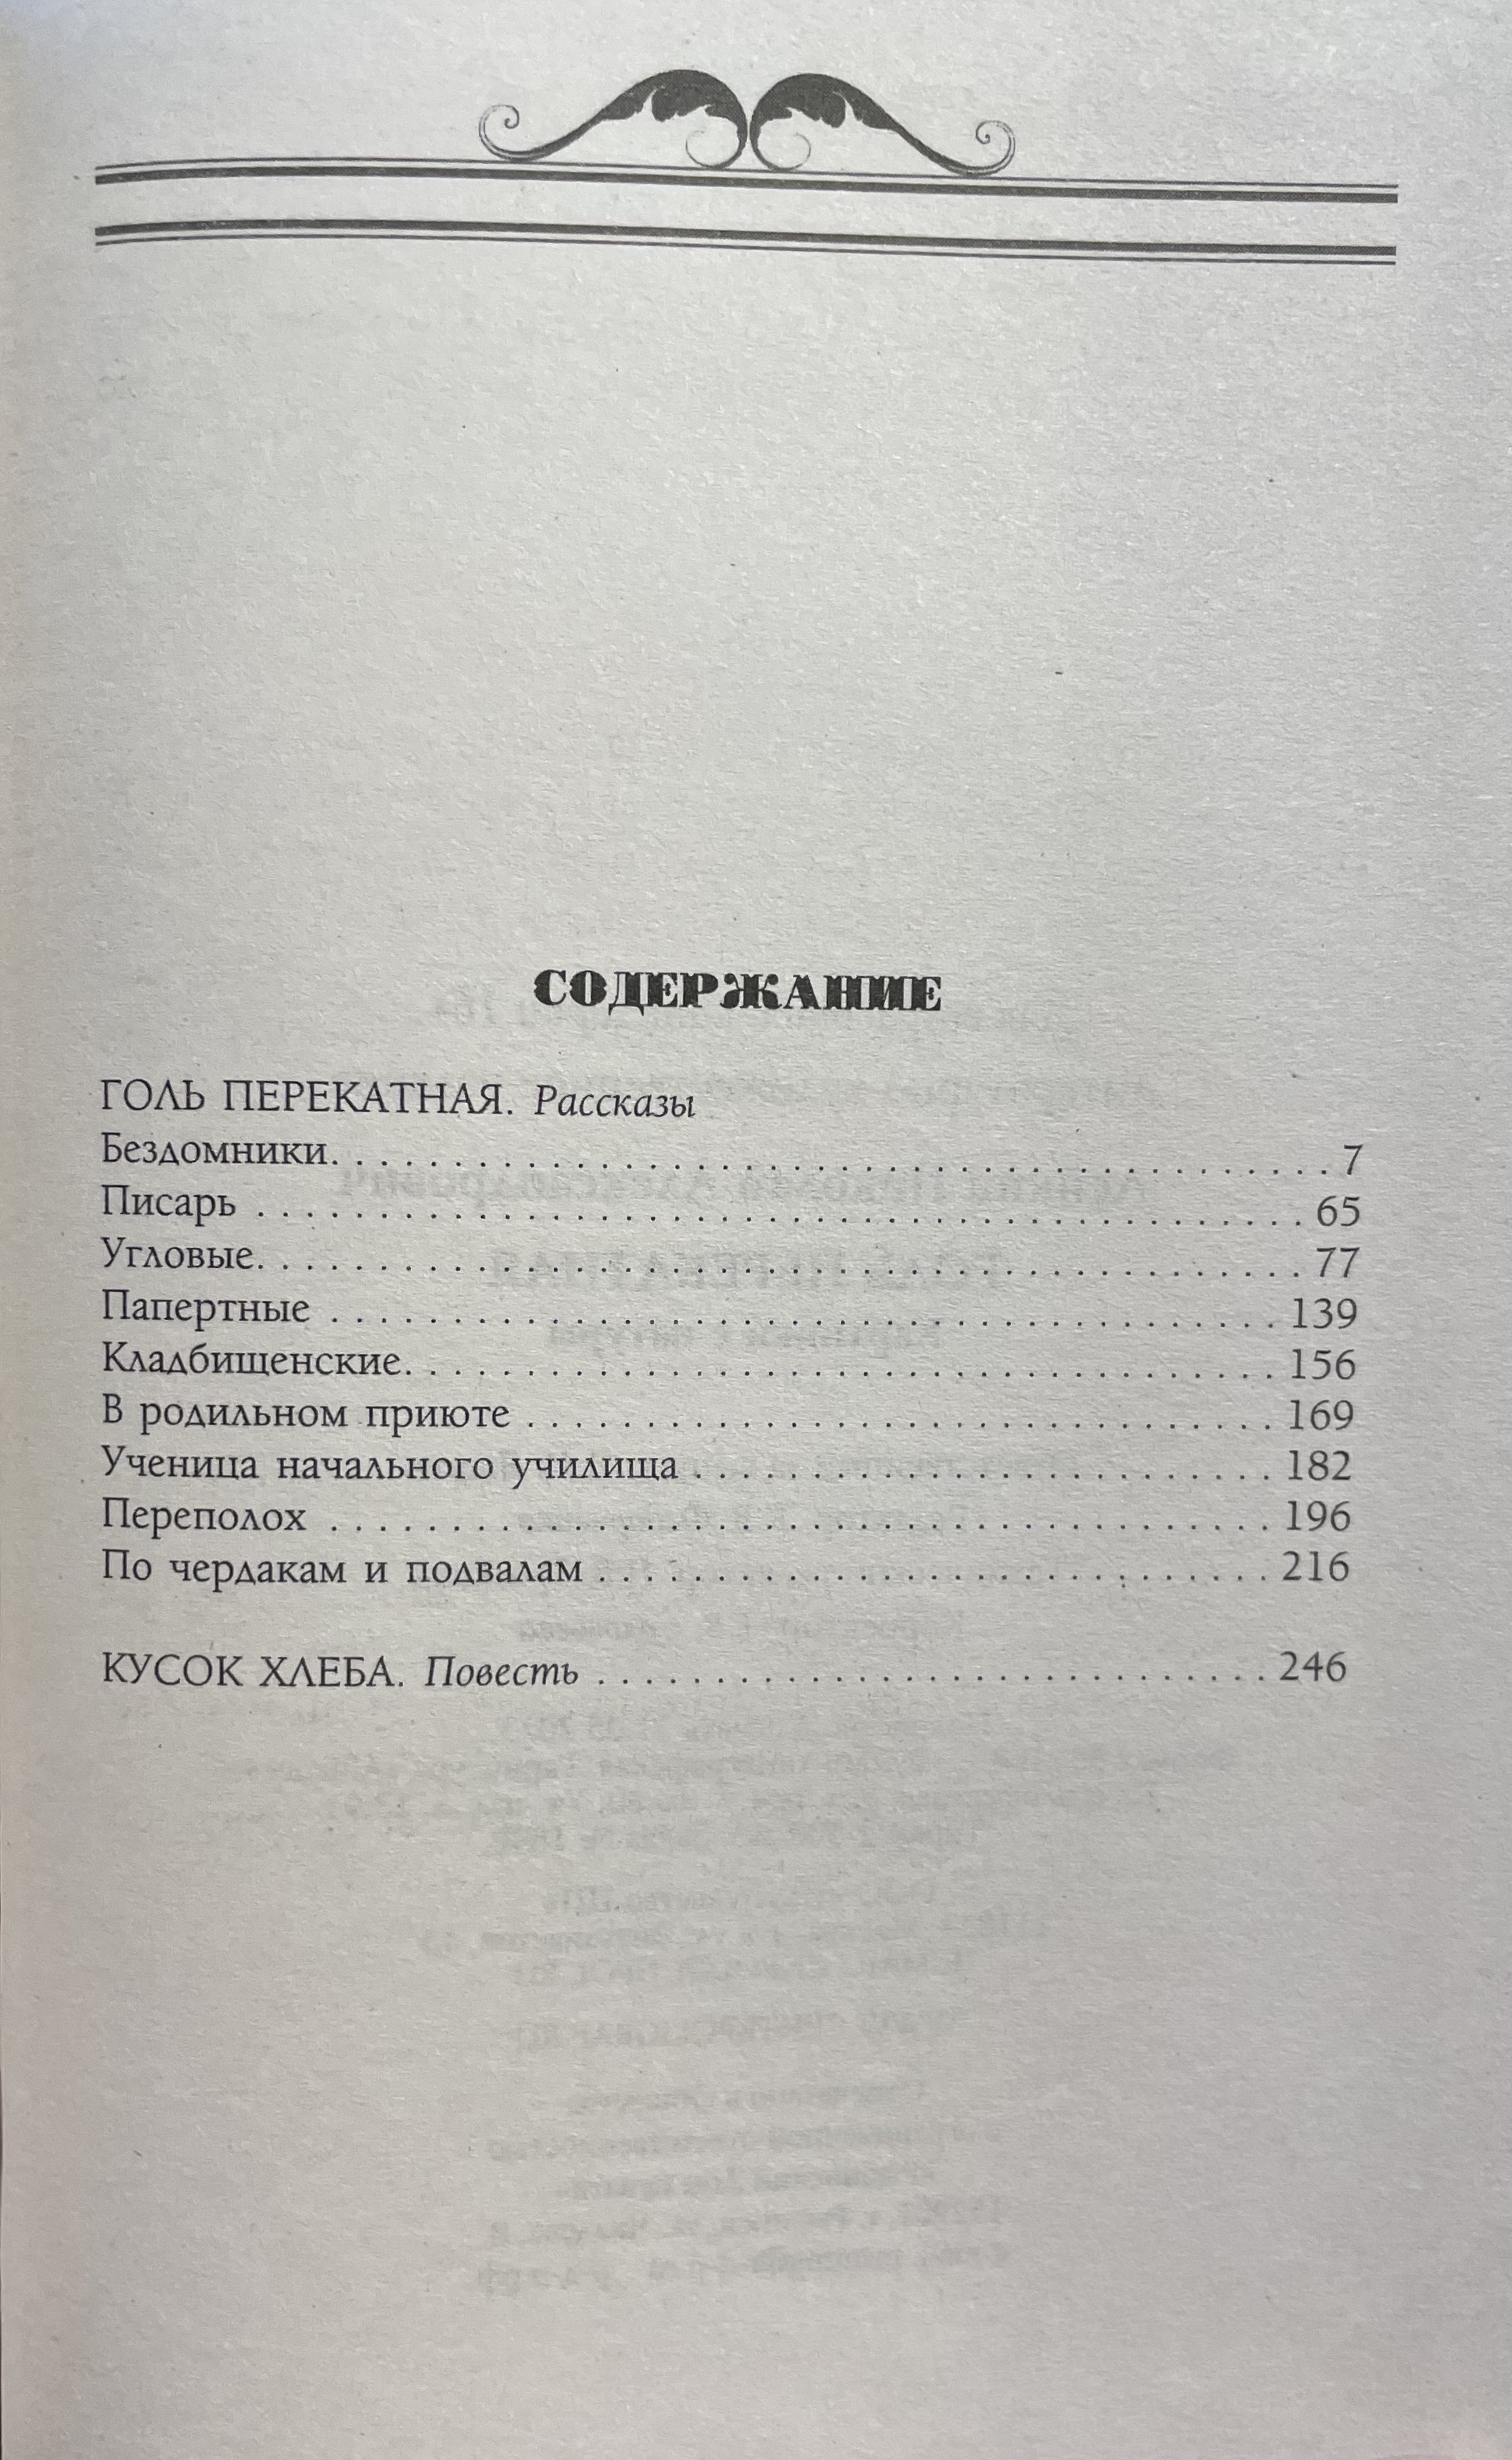 СОДЕРЖАНИЕ
ГОЛЬ ПЕРЕКАТНАЯ. Рассказы
Бездомники. . . . . . . . . . . . . . . . . . . . . . . . . . . . . . . . . . . . . . . . . 7
Писарь . . . . . . . . . . . . . . . . . . . . . . . . . . . . . . . . . . . . . . . . . . . 65
Угловые. . . . . . . . . . . . . . . . . . . . . . . . . . . . . . . . . . . . . . . . . . . 77
Папертные . . . . . . . . . . . . . . . . . . . . . . . . . . . . . . . . . . . . . . . 139
Кладбищенские. . . . . . . . . . . . . . . . . . . . . . . . . . . . . . . . . . . . 156
В родильном приюте . . . . . . . . . . . . . . . . . . . . . . . . . . . . . . . 169
Ученица начального училища . . . . . . . . . . . . . . . . . . . . . . . . 182
Переполох . . . . . . . . . . . . . . . . . . . . . . . . . . . . . . . . . . . . . . . 196
По чердакам и подвалам . . . . . . . . . . . . . . . . . . . . . . . . . . . . 216
КУСОК ХЛЕБА. Повесть . . . . . . . . . . . . . . . . . . . . . . . . . . . . 246